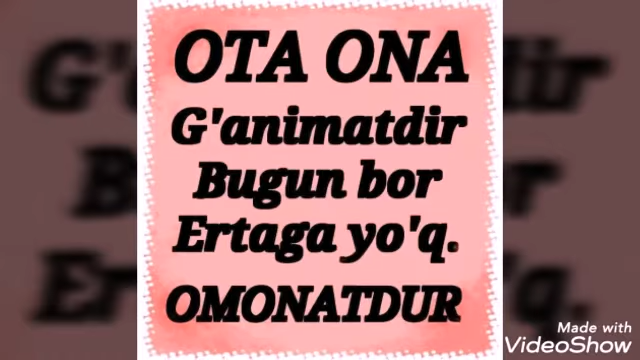 OTA ONA
G'animatdir
Bugun bor
Ertaga yo'q.
OMONATDUR
Made with
VideoShow